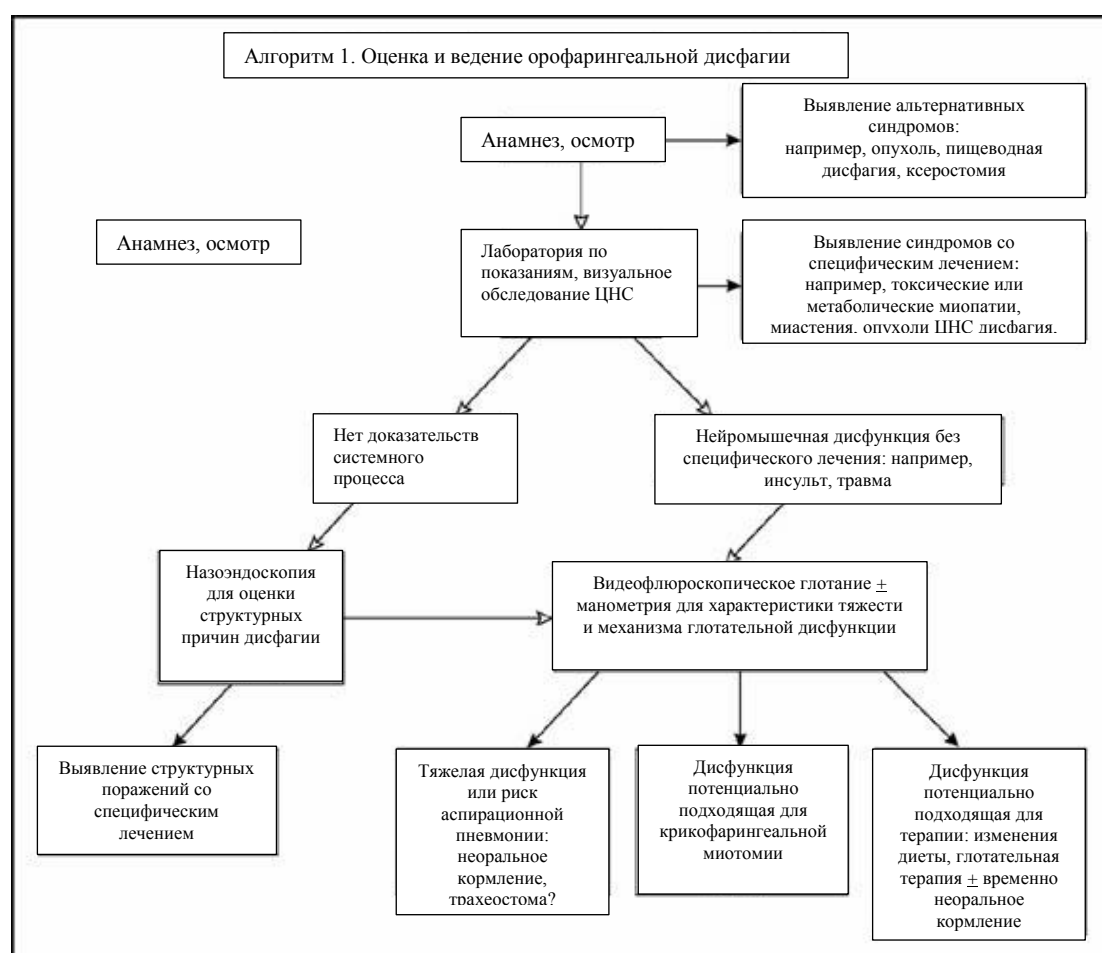 Алгоритм 1. Оценка и ведение орофарингеальной дисфагии
Анамнез, осмотр
Выявление альтернативных
синдромов:
например, опухоль, пищеводная
дисфагия, ксеростомия
Анамнез, осмотр
Лаборатория по
показаниям, визуальное
обследование ЦНС
Выявление синдромов со
специфическим лечением:
например, токсические или
метаболические миопатии,
миастения, опухоли ЦНС дисфагия,
Нет доказательств
системного
процесса
Нейромышечная дисфункция без
специфического лечения: например,
инсульт, травма
Назоэндоскопия
для оценки
структурных
причин дисфагии
Видеофлюроскопическое глотание ±
манометрия для характеристики тяжести
и механизма глотательной дисфункции
Выявление структурных
поражений со
специфическим
лечением
Тяжелая дисфункция
или риск
аспирационной
пневмонии:
неоральное
кормление,
трахеостома?
Дисфункция
потенциально
подходящая для
крикофарингеальной
миотомии
Дисфункция
потенциально
подходящая для
терапии: изменения
диеты, глотательная
терапия ± временно
неоральное
кормление